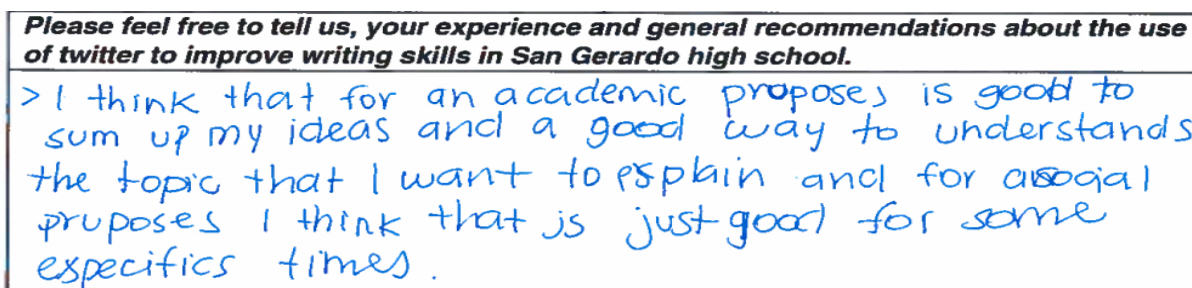 Please feel free to tell us, your experience and general recommendations about the use
of twitter to improve writing skills in San Gerardo high school.
> I think that for an academic proposes is good to
sum up my ideas and a good way to understands
the topic that I want to esplain and for asogial
pruposes I think that is just good for some
especifics times.